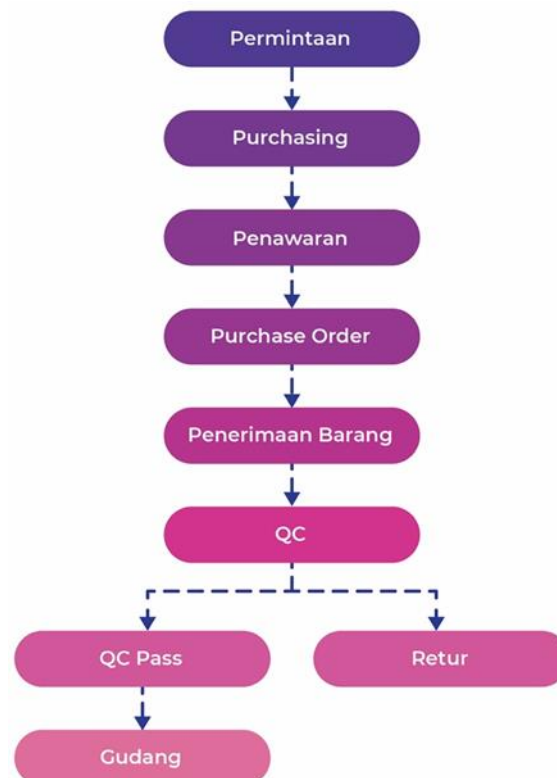 Permintaan
Purchasing
Penawaran
Purchase Order
Penerimaan Barang
QC
QC Pass
Retur
Gudang